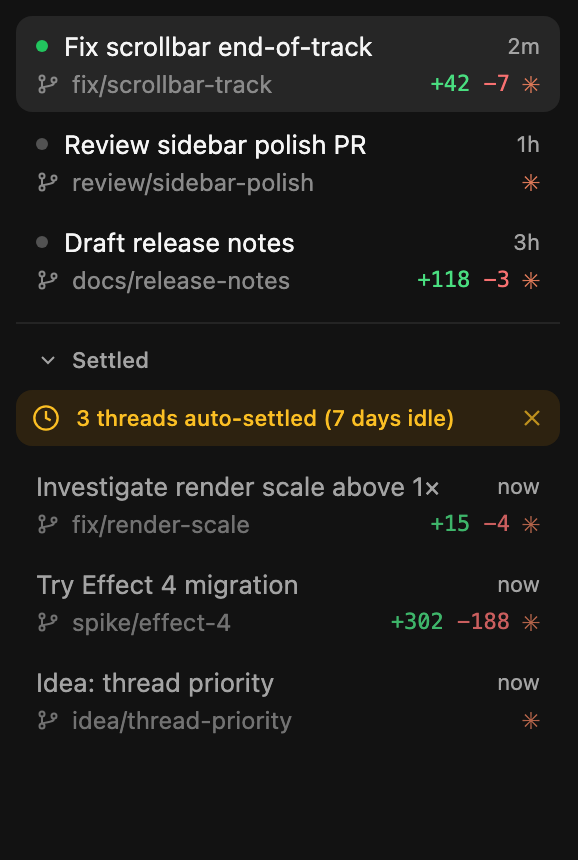 Fix scrollbar end-of-track 2m
fix/scrollbar-track +42 −7
Review sidebar polish PR 1h
review/sidebar-polish
Draft release notes 3h
docs/release-notes +118 −3
Settled
3 threads auto-settled (7 days idle)
Investigate render scale above 1× now
fix/render-scale +15 −4
Try Effect 4 migration now
spike/effect-4 +302 −188
Idea: thread priority now
idea/thread-priority